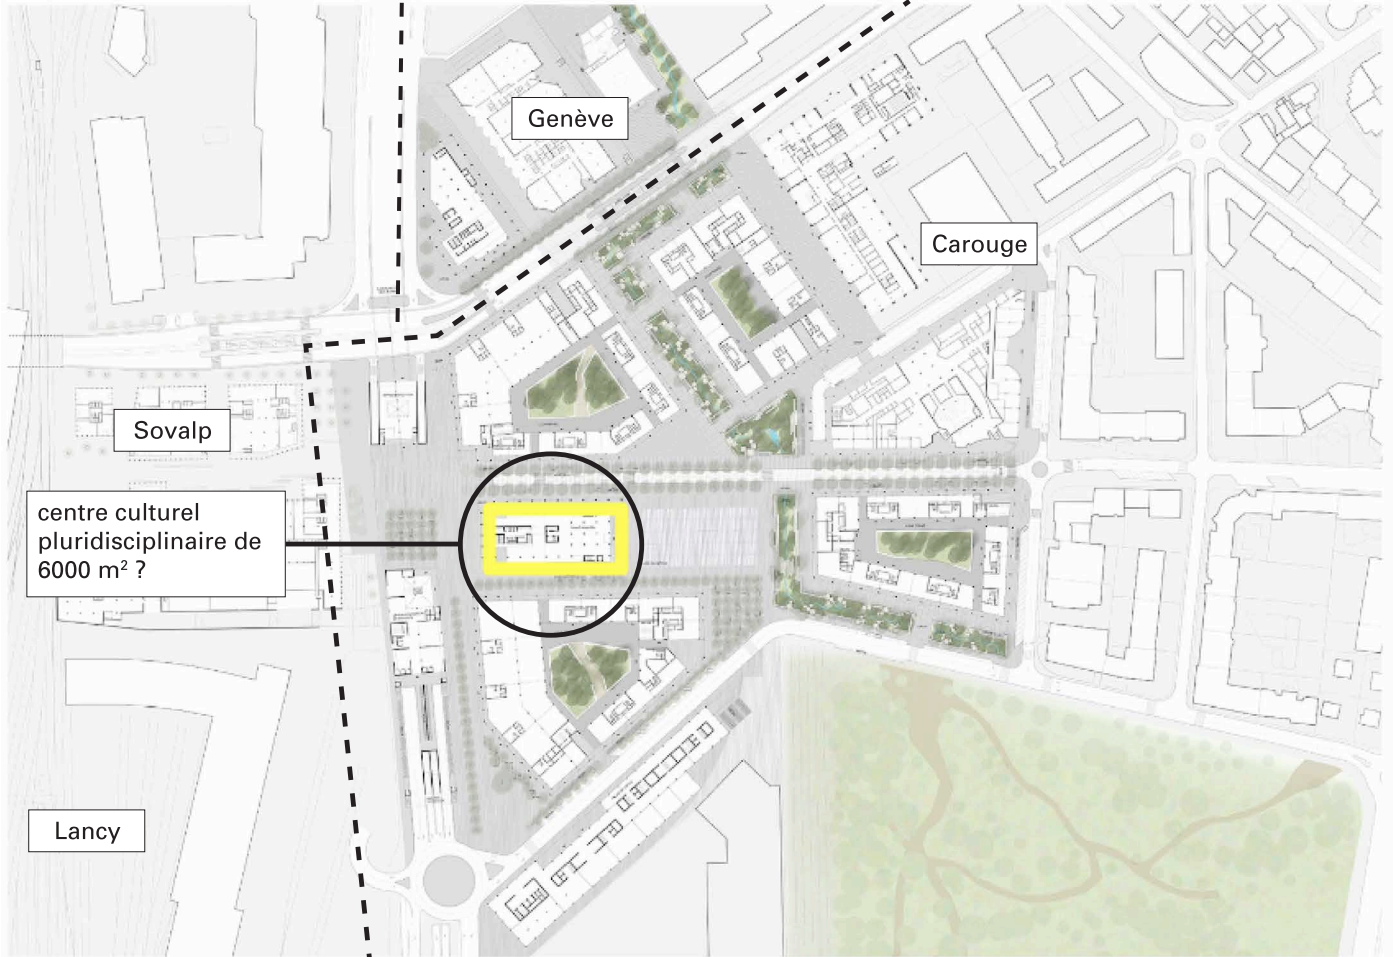 Genève
Carouge
Sovalp
centre culturel
pluridisciplinaire de
6000 m² ?
Lancy